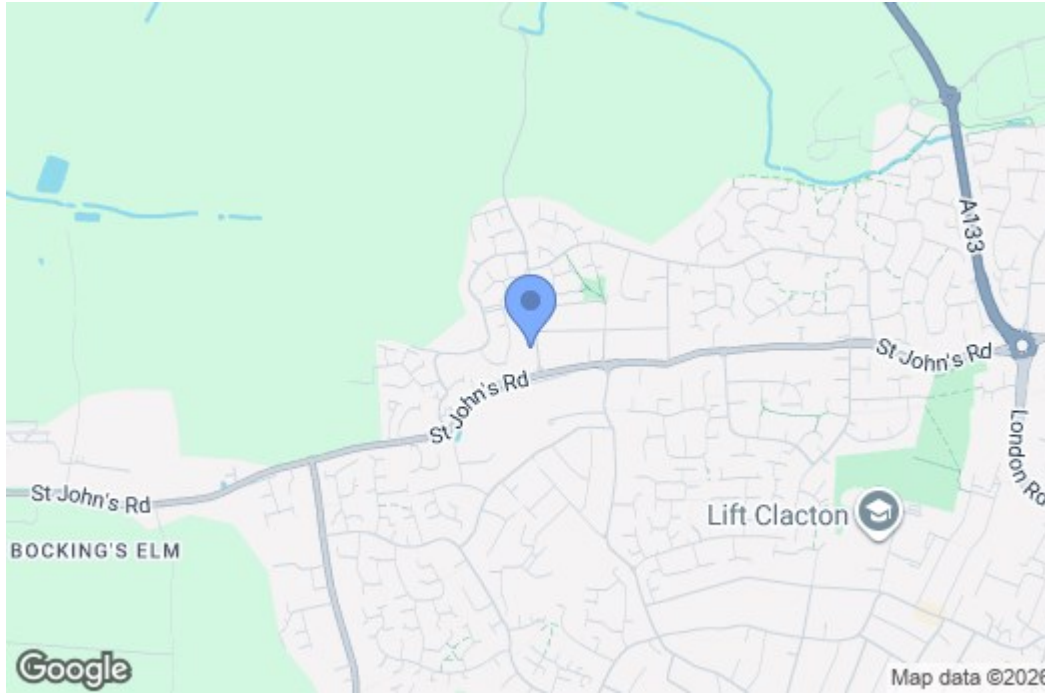 A133
St John's Rd
London Rd
St John's Rd
St John's Rd
Lift Clacton
BOCKING'S ELM
Google
Map data ©2026